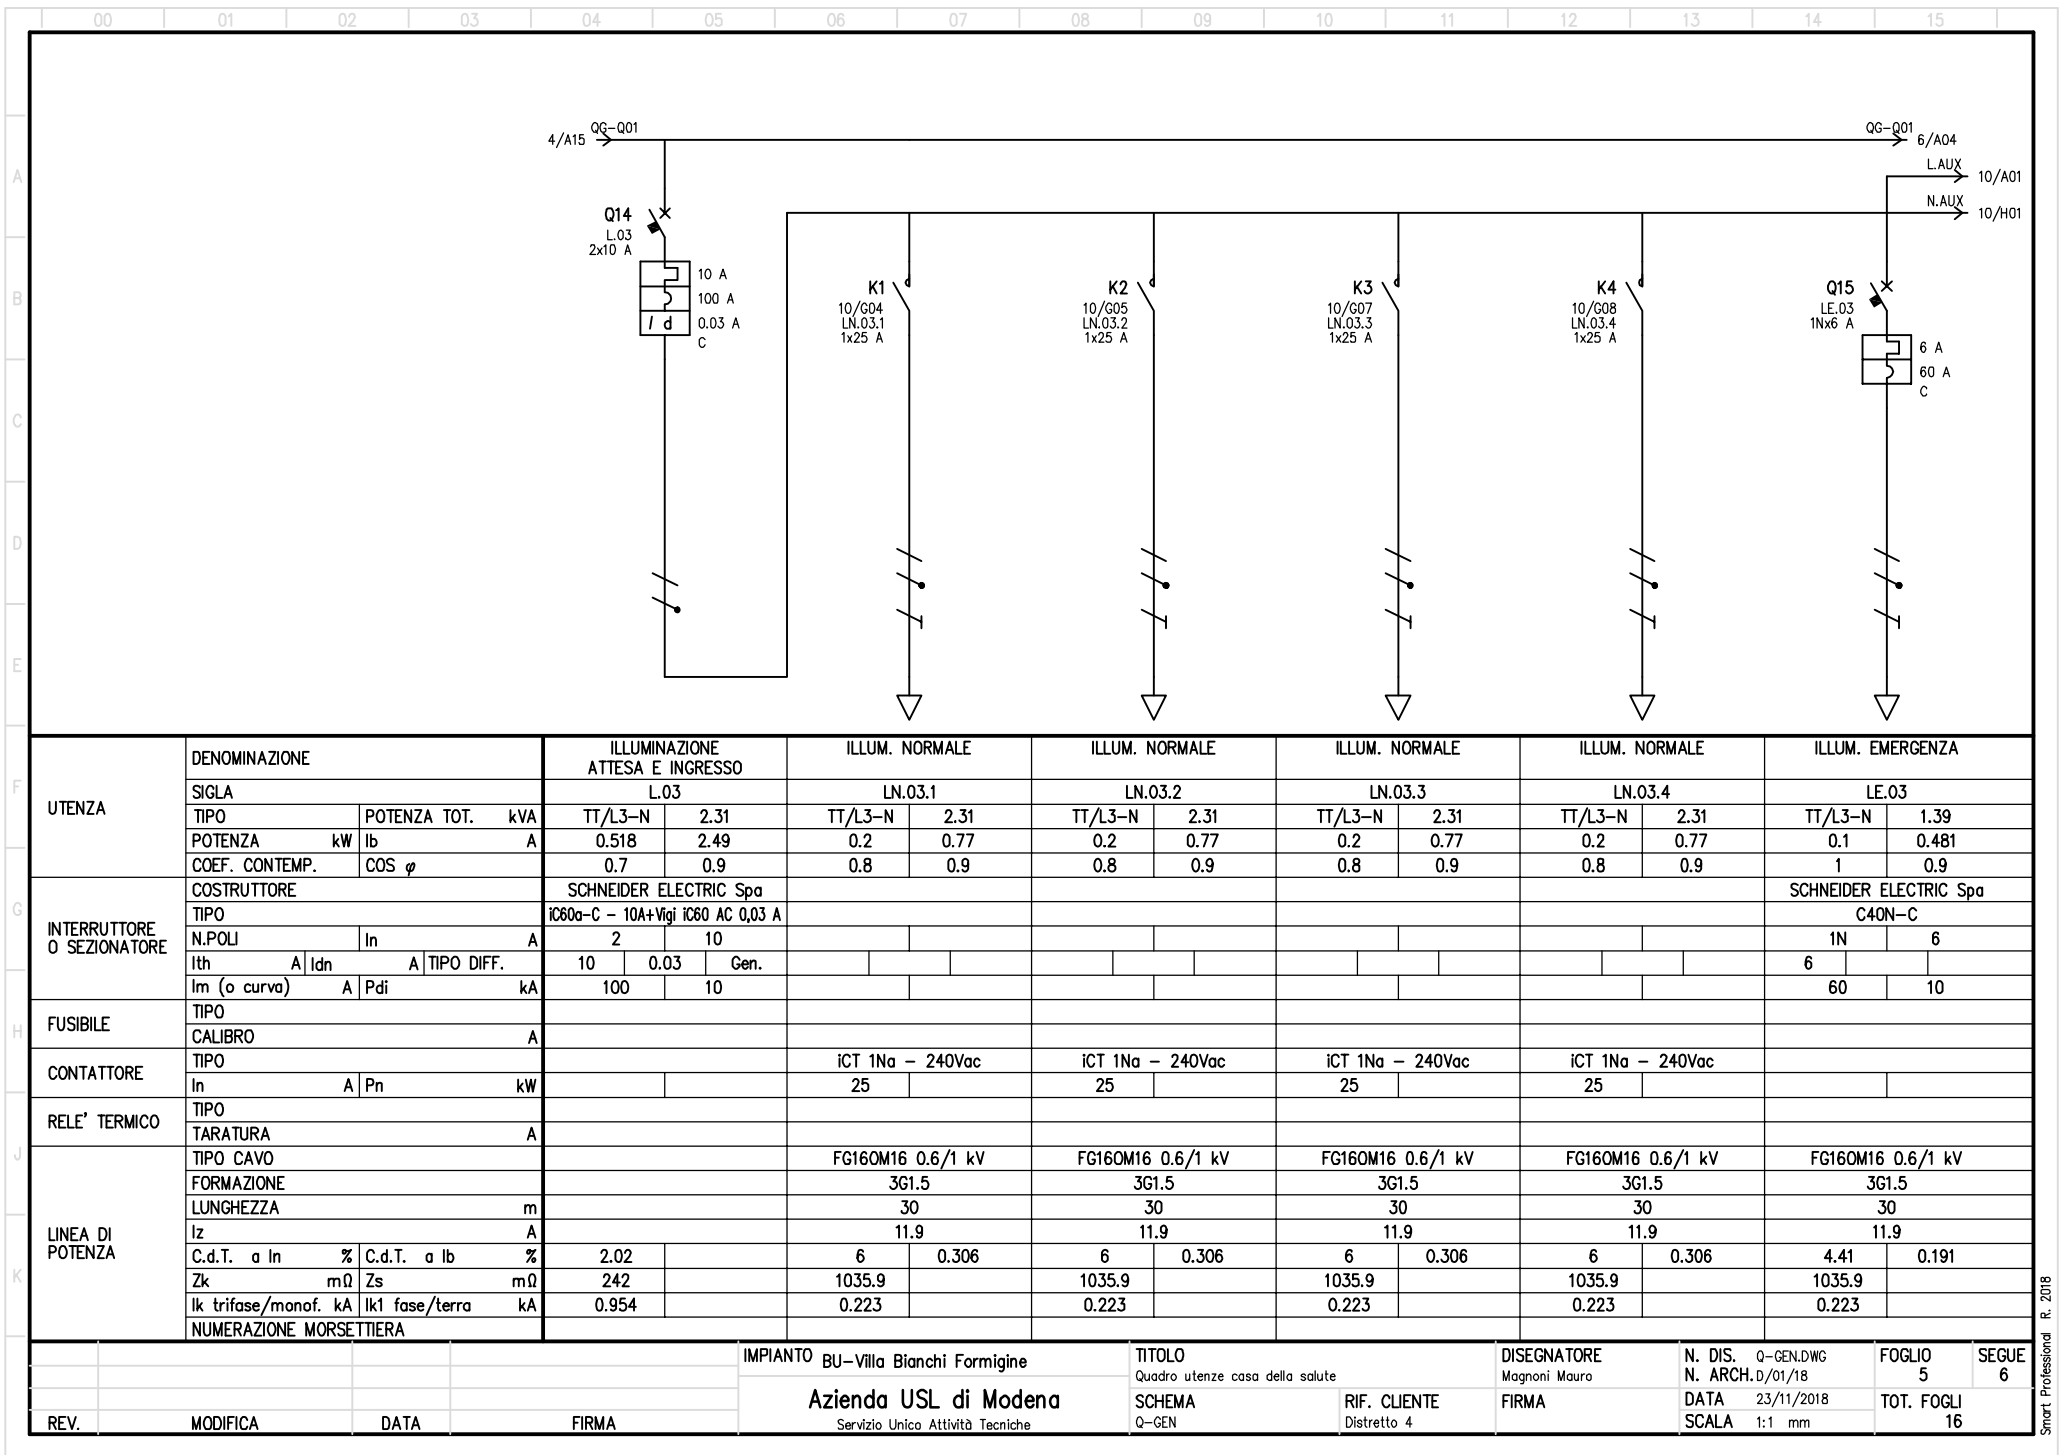 00 01 02 03 04 05 06 07 08 09 10 11 12 13 14 15
QG-Q01 QG-Q01
4/A15 6/A04
L.AUX 10/A01
A
N.AUX 10/H01
Q14
L.03
2x10 A
10 A
100 A
I d 0.03 A
C
B
K1
10/G04
LN.03.1
1x25 A
K2
10/G05
LN.03.2
1x25 A
K3
10/G07
LN.03.3
1x25 A
K4
10/G08
LN.03.4
1x25 A
Q15
LE.03
1Nx6 A
6 A
60 A
C
C
D
E
F
G
H
J
K
UTENZA
DENOMINAZIONE ILLUMINAZIONE ATTESA E INGRESSO ILLUM. NORMALE ILLUM. NORMALE ILLUM. NORMALE ILLUM. NORMALE ILLUM. EMERGENZA
SIGLA L.03 LN.03.1 LN.03.2 LN.03.3 LN.03.4 LE.03
TIPO POTENZA TOT. kVA TT/L3-N 2.31 TT/L3-N 2.31 TT/L3-N 2.31 TT/L3-N 2.31 TT/L3-N 2.31 TT/L3-N 1.39
POTENZA kW Ib A 0.518 2.49 0.2 0.77 0.2 0.77 0.2 0.77 0.2 0.77 0.1 0.481
COEF. CONTEMP. COS φ 0.7 0.9 0.8 0.9 0.8 0.9 0.8 0.9 0.8 0.9 1 0.9
INTERRUTTORE
O SEZIONATORE
COSTRUTTORE SCHNEIDER ELECTRIC Spa SCHNEIDER ELECTRIC Spa
TIPO iC60a-C - 10A+Vigi iC60 AC 0,03 A C40N-C
N.POLI In A 2 10 1N 6
Ith A Idn A TIPO DIFF. 10 0.03 Gen. 6
Im (o curva) A Pdi kA 100 10 60 10
FUSIBILE
TIPO
CALIBRO A
CONTATTORE
TIPO iCT 1Na - 240Vac iCT 1Na - 240Vac iCT 1Na - 240Vac iCT 1Na - 240Vac
In A Pn kW 25 25 25 25
RELE' TERMICO
TIPO
TARATURA A
LINEA DI
POTENZA
TIPO CAVO FG16OM16 0.6/1 kV FG16OM16 0.6/1 kV FG16OM16 0.6/1 kV FG16OM16 0.6/1 kV FG16OM16 0.6/1 kV
FORMAZIONE 3G1.5 3G1.5 3G1.5 3G1.5 3G1.5
LUNGHEZZA m 30 30 30 30 30
Iz A 11.9 11.9 11.9 11.9 11.9
C.d.T. a In % C.d.T. a Ib % 2.02 6 0.306 6 0.306 6 0.306 6 0.306 4.41 0.191
Zk mΩ Zs mΩ 242 1035.9 1035.9 1035.9 1035.9 1035.9
Ik trifase/monof. kA Ik1 fase/terra kA 0.954 0.223 0.223 0.223 0.223 0.223
NUMERAZIONE MORSETTIERA
REV. MODIFICA DATA FIRMA
IMPIANTO BU-Villa Bianchi Formigine
Azienda USL di Modena
Servizio Unico Attività Tecniche
TITOLO
Quadro utenze casa della salute
SCHEMA
Q-GEN
RIF. CLIENTE
Distretto 4
DISEGNATORE
Magnoni Mauro
FIRMA
N. DIS. Q-GEN.DWG
N. ARCH. D/01/18
DATA 23/11/2018
SCALA 1:1 mm
FOGLIO
5
SEGUE
6
TOT. FOGLI
16
Smart Professional R. 2018